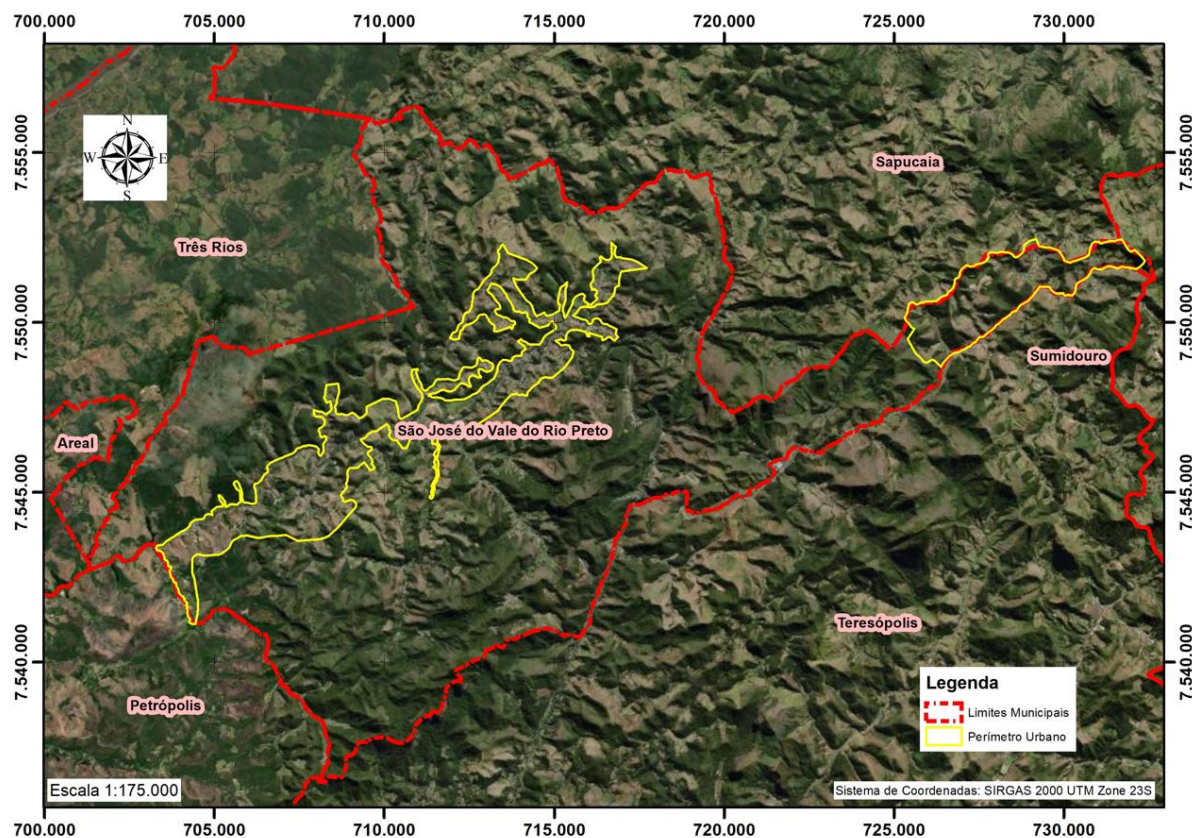 700.000 705.000 710.000 715.000 720.000 725.000 730.000
7.555.000 7.555.000
N
W E
S
Sapucaia
Três Rios
7.550.000 7.550.000
Sumidouro
São José do Vale do Rio Preto
Areal
7.545.000 7.545.000
Teresópolis
7.540.000 7.540.000
Petrópolis
Legenda
Limites Municipais
Perímetro Urbano
Escala 1:175.000
Sistema de Coordenadas: SIRGAS 2000 UTM Zone 23S
700.000 705.000 710.000 715.000 720.000 725.000 730.000